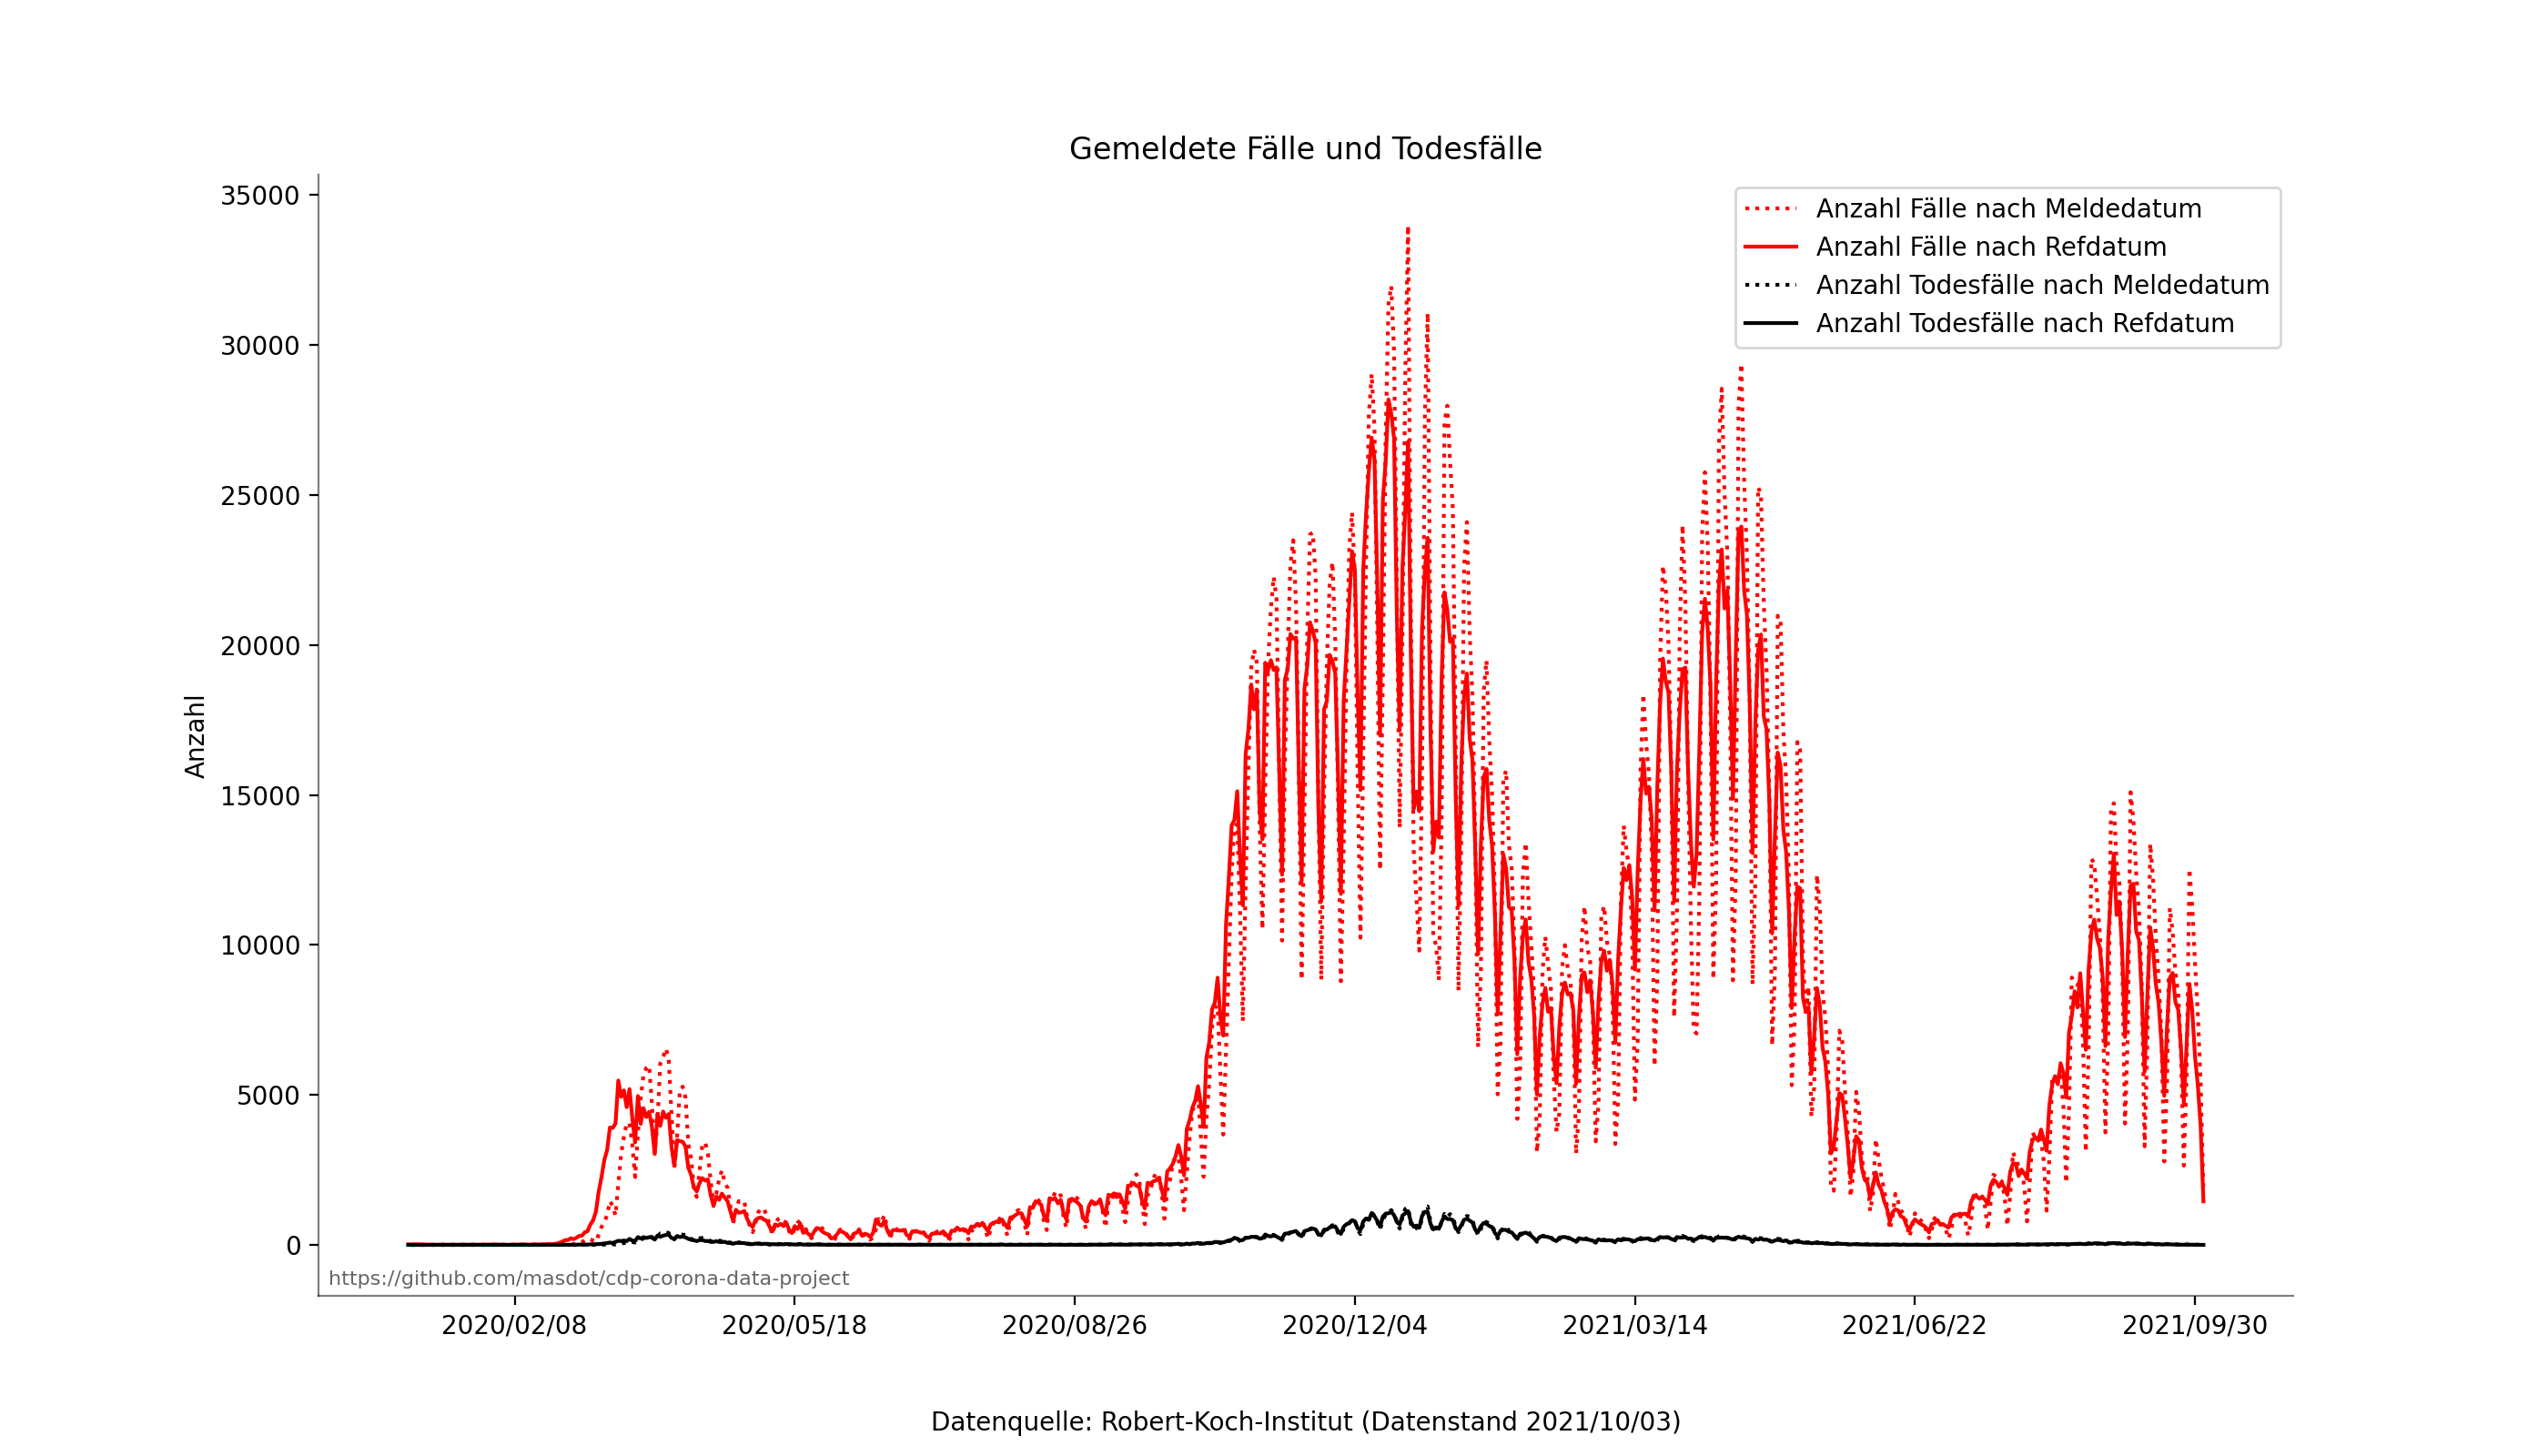 Gemeldete Fälle und Todesfälle
35000
30000
25000
20000
15000
10000
5000
0
Anzahl
Anzahl Fälle nach Meldedatum
Anzahl Fälle nach Refdatum
Anzahl Todesfälle nach Meldedatum
Anzahl Todesfälle nach Refdatum
https://github.com/masdot/cdp-corona-data-project
2020/02/08 2020/05/18 2020/08/26 2020/12/04 2021/03/14 2021/06/22 2021/09/30
Datenquelle: Robert-Koch-Institut (Datenstand 2021/10/03)